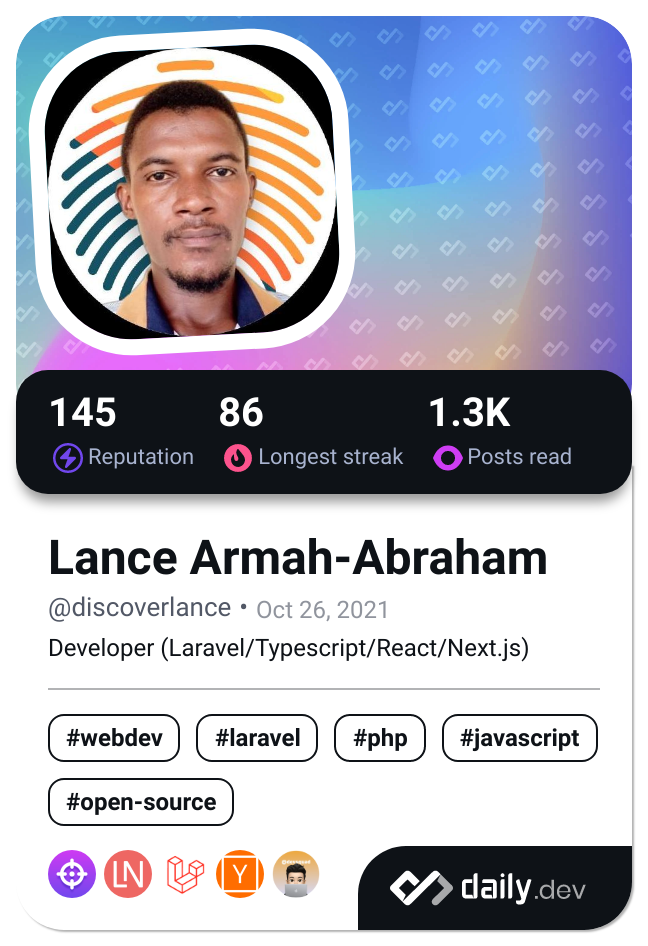 145 86 1.3K
Reputation Longest streak Posts read
Lance Armah-Abraham
@discoverlance • Oct 26, 2021
Developer (Laravel/Typescript/React/Next.js)
#webdev #laravel #php #javascript
#open-source
LN Y
daily.dev